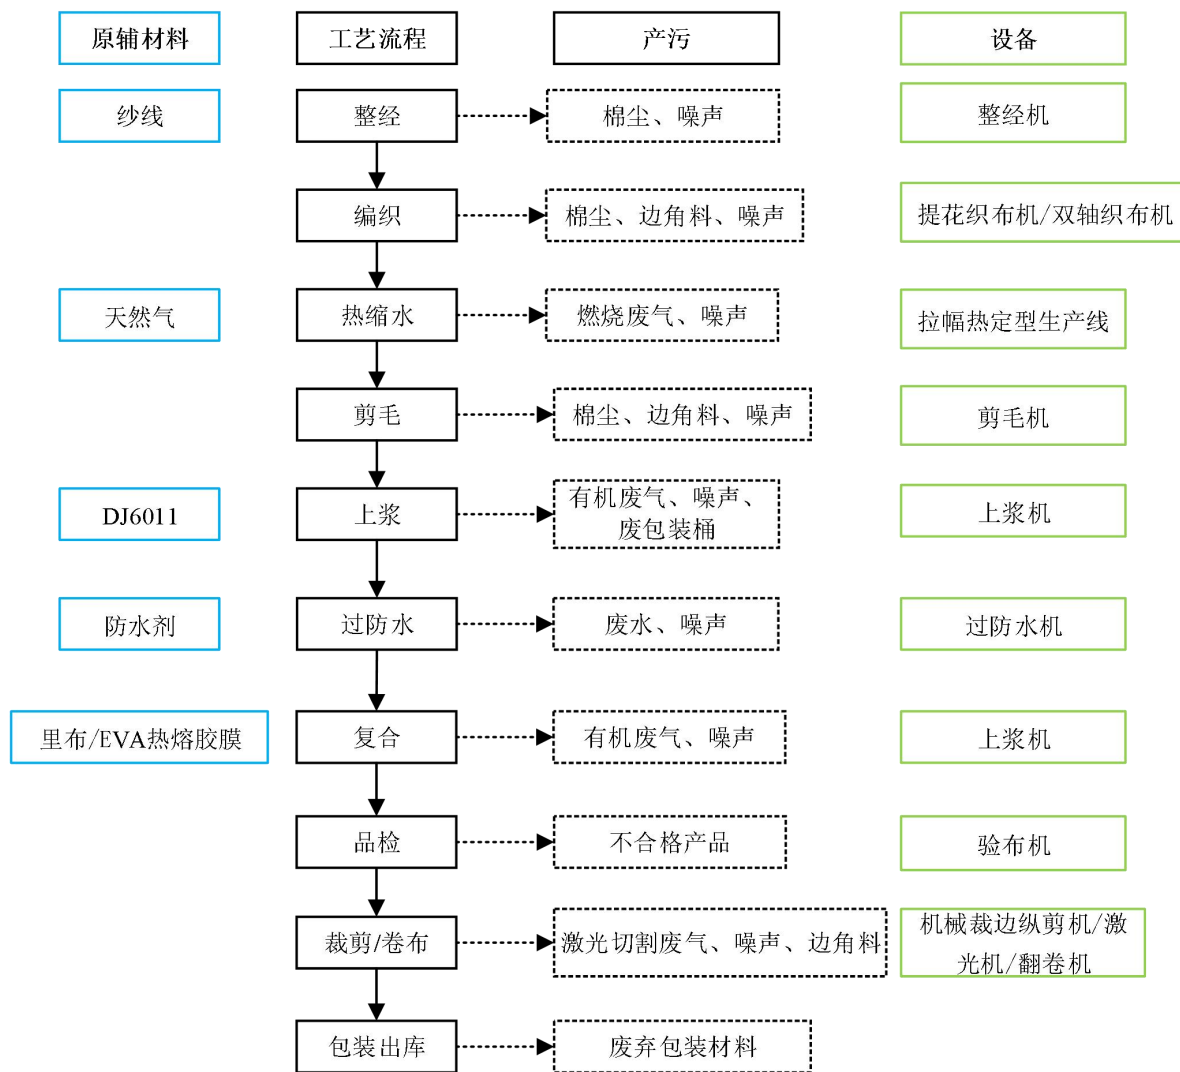 原辅材料
工艺流程
产污
设备
纱线
整经
棉尘、噪声
整经机
编织
棉尘、边角料、噪声
提花织布机/双轴织布机
天然气
热缩水
燃烧废气、噪声
拉幅热定型生产线
剪毛
棉尘、边角料、噪声
剪毛机
DJ6011
上浆
有机废气、噪声、
废包装桶
上浆机
防水剂
过防水
废水、噪声
过防水机
里布/EVA热熔胶膜
复合
有机废气、噪声
上浆机
品检
不合格产品
验布机
裁剪/卷布
激光切割废气、噪声、边角料
机械裁边纵剪机/激
光机/翻卷机
包装出库
废弃包装材料